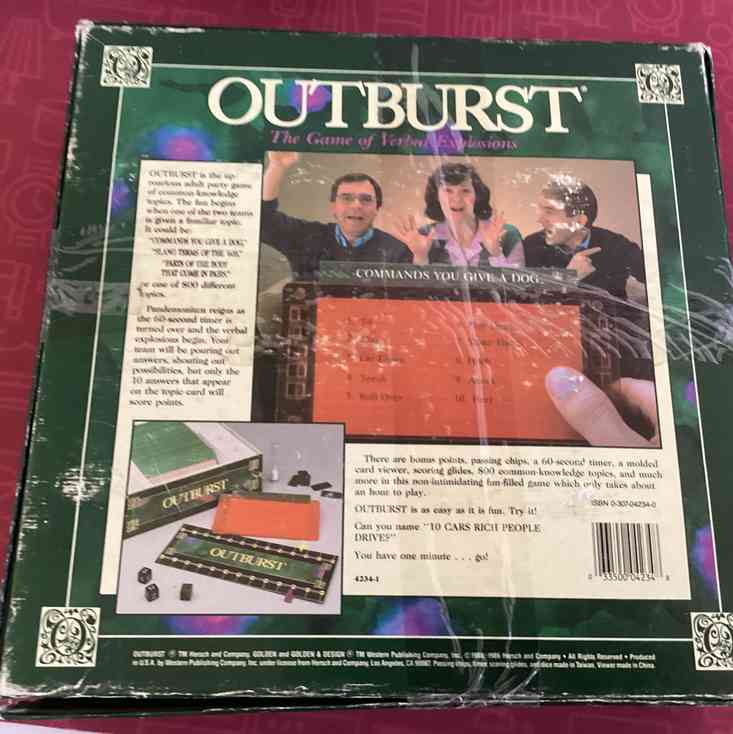 OUTBURST®
The Game of Verbal Explosions
OUTBURST is the up-
roarious adult party game
of common-knowledge
topics. The fun begins
when one of the two teams
is given a familiar topic.
It could be:
"COMMANDS YOU GIVE A DOG,"
"SLANG TERMS OF THE '60S,"
"PARTS OF THE BODY
THAT COME IN PAIRS"
or one of 800 different
topics.
Pandemonium reigns as
the 60-second timer is
turned over and the verbal
explosions begin. Your
team will be pouring out
answers, shouting out
possibilities, but only the
10 answers that appear
on the topic card will
score points.
COMMANDS YOU GIVE A DOG
4. Speak
9. Attack
5. Roll Over
10. Heel
OUTBURST
OUTBURST
There are bonus points, passing chips, a 60-second timer, a molded
card viewer, scoring glides, 800 common-knowledge topics, and much
more in this non-intimidating fun-filled game which only takes about
an hour to play.
ISBN 0-307-04234-0
OUTBURST is as easy as it is fun. Try it!
Can you name "10 CARS RICH PEOPLE
DRIVE?"
You have one minute . . . go!
4234-1
0 33500 04234 8
OUTBURST ® TM Hersch and Company. GOLDEN and GOLDEN & DESIGN ® TM Western Publishing Company, Inc. © 1988, 1986 Hersch and Company • All Rights Reserved • Produced
in U.S.A. by Western Publishing Company, Inc. under license from Hersch and Company, Los Angeles, CA 90067. Passing chips, timer, scoring glides, and dice made in Taiwan. Viewer made in China.